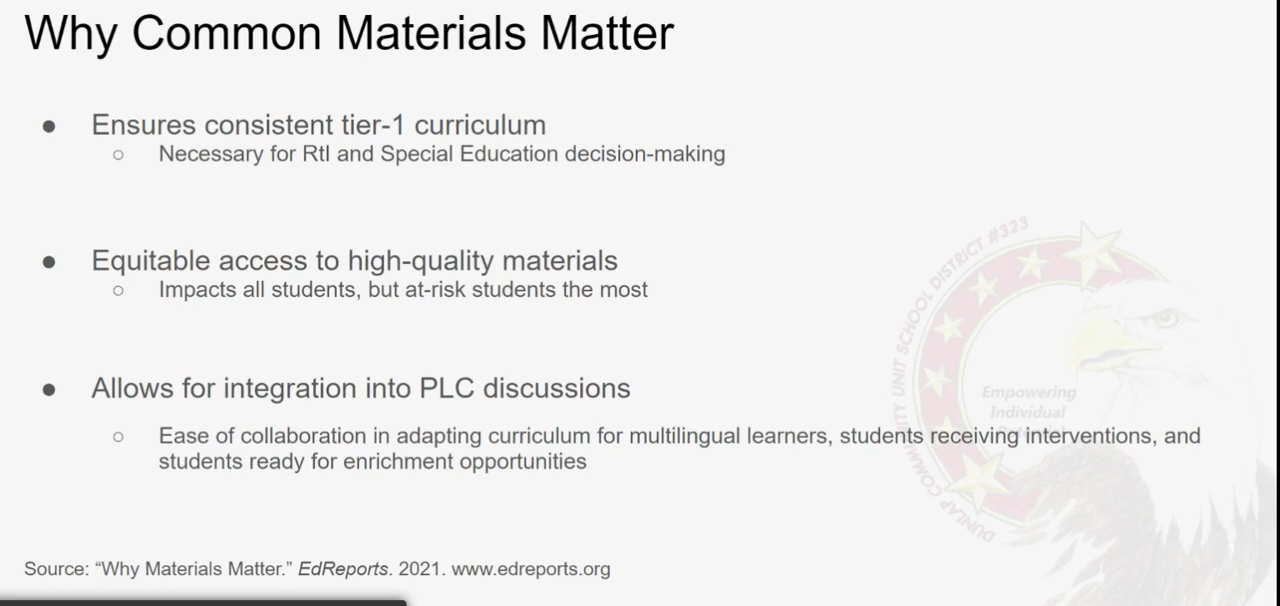 Why Common Materials Matter
● Ensures consistent tier-1 curriculum
○ Necessary for RtI and Special Education decision-making
● Equitable access to high-quality materials
○ Impacts all students, but at-risk students the most
● Allows for integration into PLC discussions
○ Ease of collaboration in adapting curriculum for multilingual learners, students receiving interventions, and
students ready for enrichment opportunities
DUNLAP COMMUNITY UNIT SCHOOL DISTRICT #323
Empowering
Individual
Source: “Why Materials Matter.” EdReports. 2021. www.edreports.org